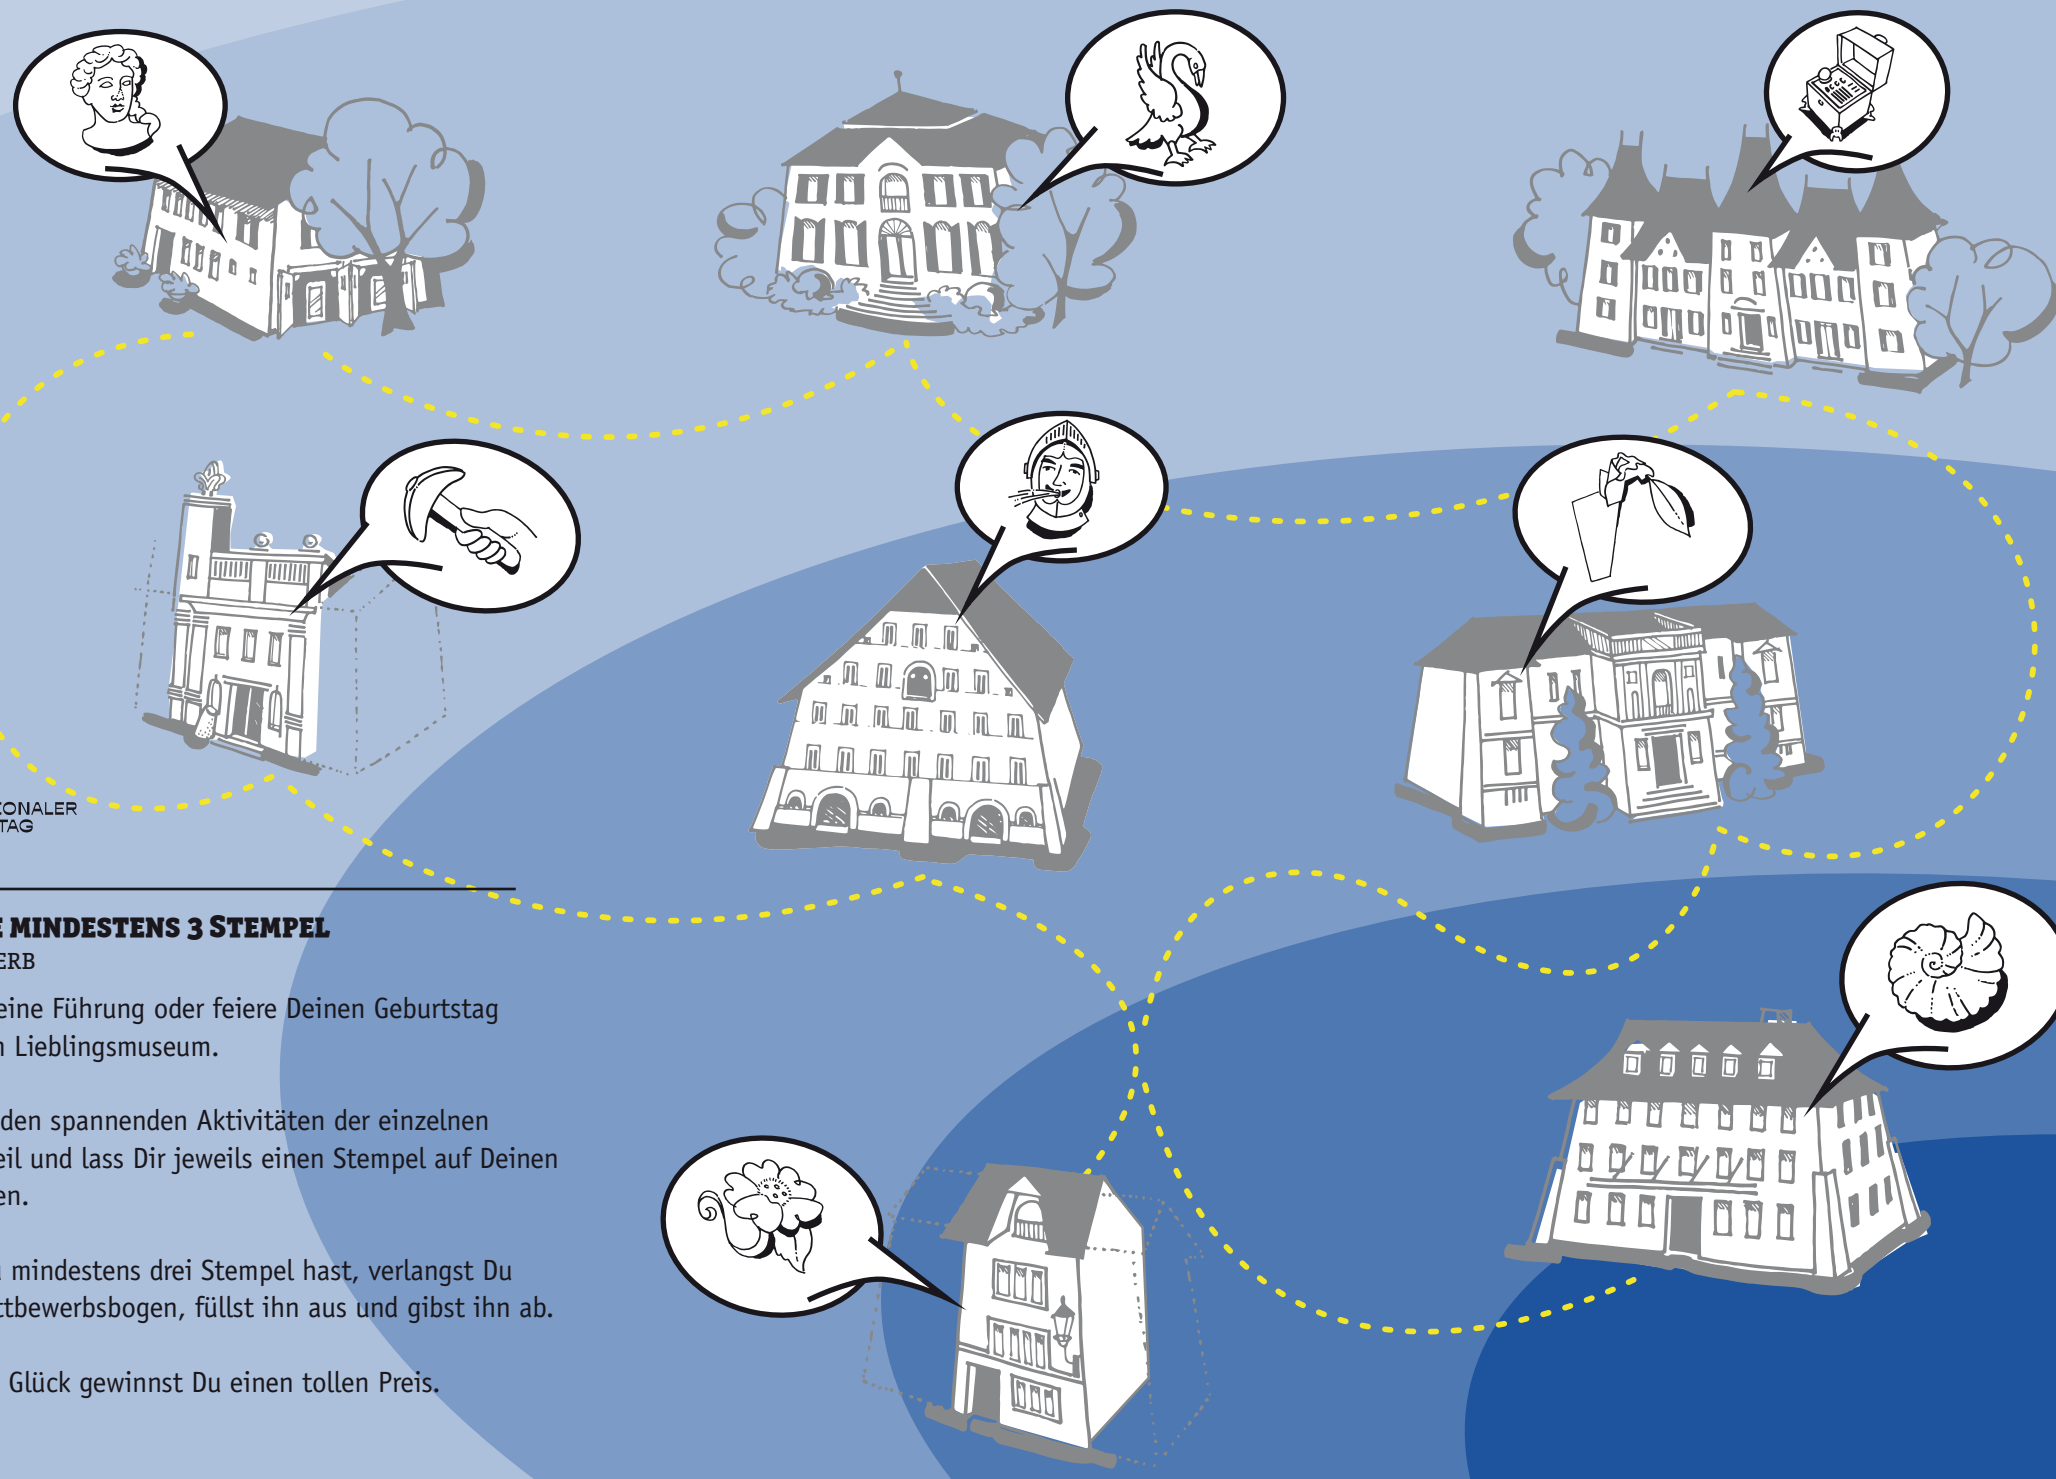 IONALER
TAG
E MINDESTENS 3 STEMPEL
ERB
eine Führung oder feiere Deinen Geburtstag
n Lieblingsmuseum.
den spannenden Aktivitäten der einzelnen
eil und lass Dir jeweils einen Stempel auf Deinen
en.
u mindestens drei Stempel hast, verlangst Du
ttbewerbsbogen, füllst ihn aus und gibst ihn ab.
Glück gewinnst Du einen tollen Preis.